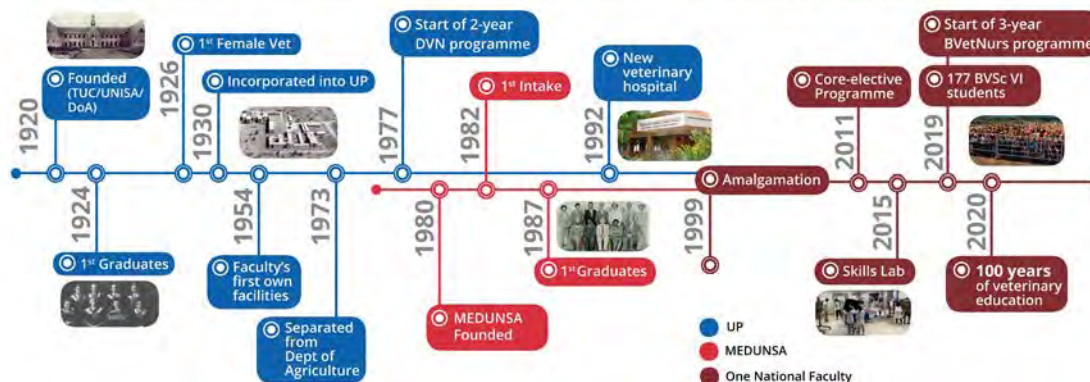 1920
Founded
(TUC/UNISA/
DoA)
1924
1st Graduates
1926
1st Female Vet
1930
Incorporated into UP
1954
Faculty's
first own
facilities
1973
Separated
from
Dept of
Agriculture
1977
Start of 2-year
DVN programme
1980
MEDUNSA
Founded
1982
1st Intake
1987
1st Graduates
1992
New
veterinary
hospital
1999
Amalgamation
2011
Core-elective
Programme
2015
Skills Lab
2019
Start of 3-year
BVetNurs programme
177 BVSc VI
students
2020
100 years
of veterinary
education
UP
MEDUNSA
One National Faculty